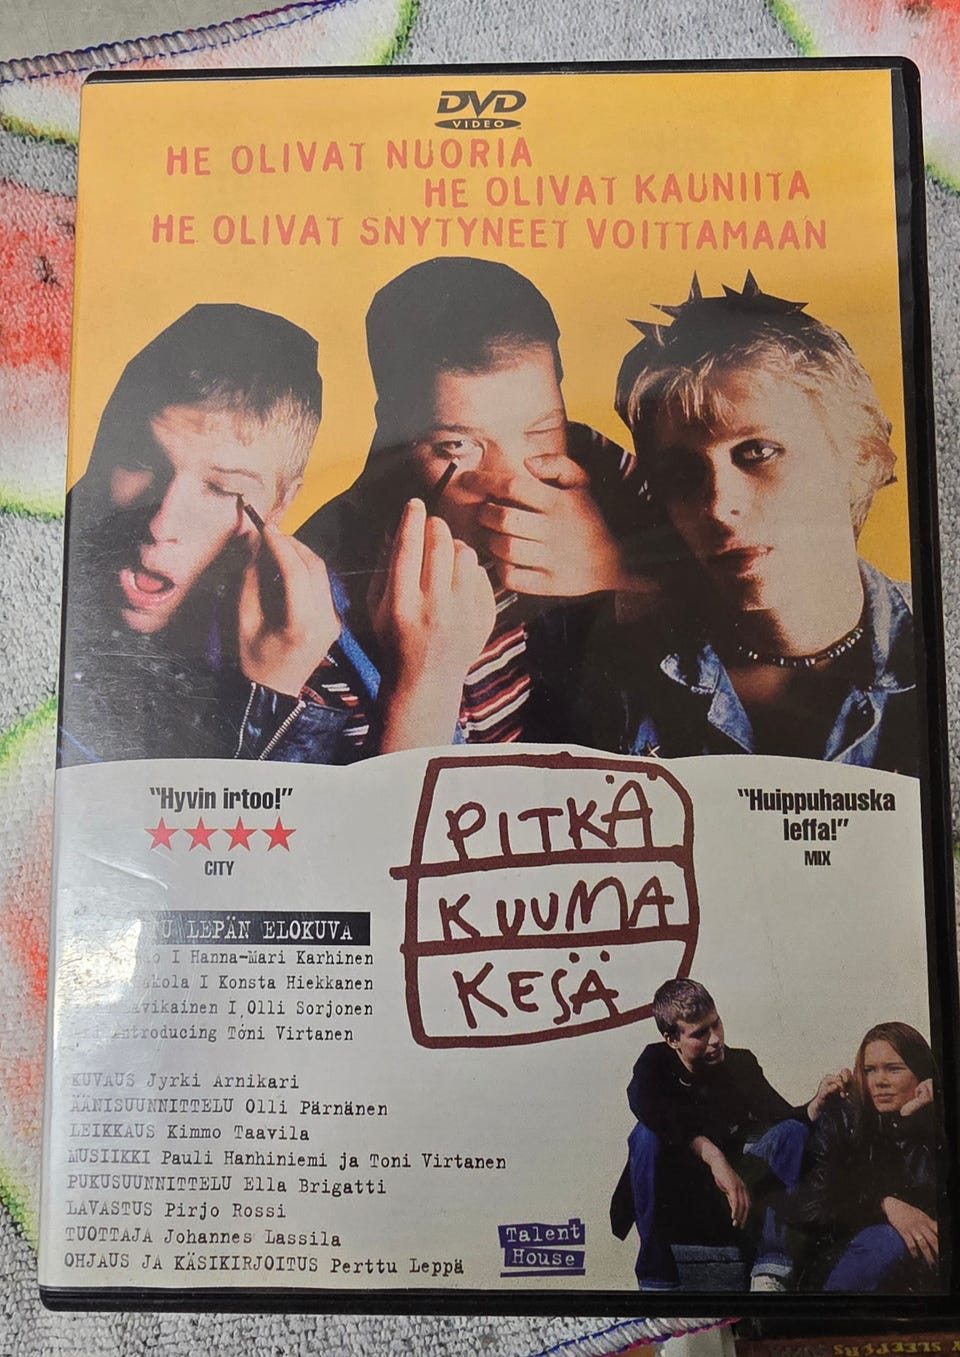 DVD
VIDEO
HE OLIVAT NUORIA
HE OLIVAT KAUNIITA
HE OLIVAT SNYTYNEET VOITTAMAAN
"Hyvin irtoo!"
CITY
"Huippuhauska
leffa!"
MIX
PITKÄ
KUUMA
KESÄ
LEPÄN ELOKUVA
I Hanna-Mari Karhinen
I Konsta Hiekkanen
I Olli Sorjonen
Introducing Toni Virtanen
KUVAUS Jyrki Arnikari
ÄÄNISUUNNITTELU Olli Pärnänen
LEIKKAUS Kimmo Taavila
MUSIIKKI Pauli Hanhiniemi ja Toni Virtanen
PUKUSUUNNITTELU Ella Brigatti
LAVASTUS Pirjo Rossi
TUOTTAJA Johannes Lassila
OHJAUS JA KÄSIKIRJOITUS Perttu Leppä
Talent
House
SLEEPERS